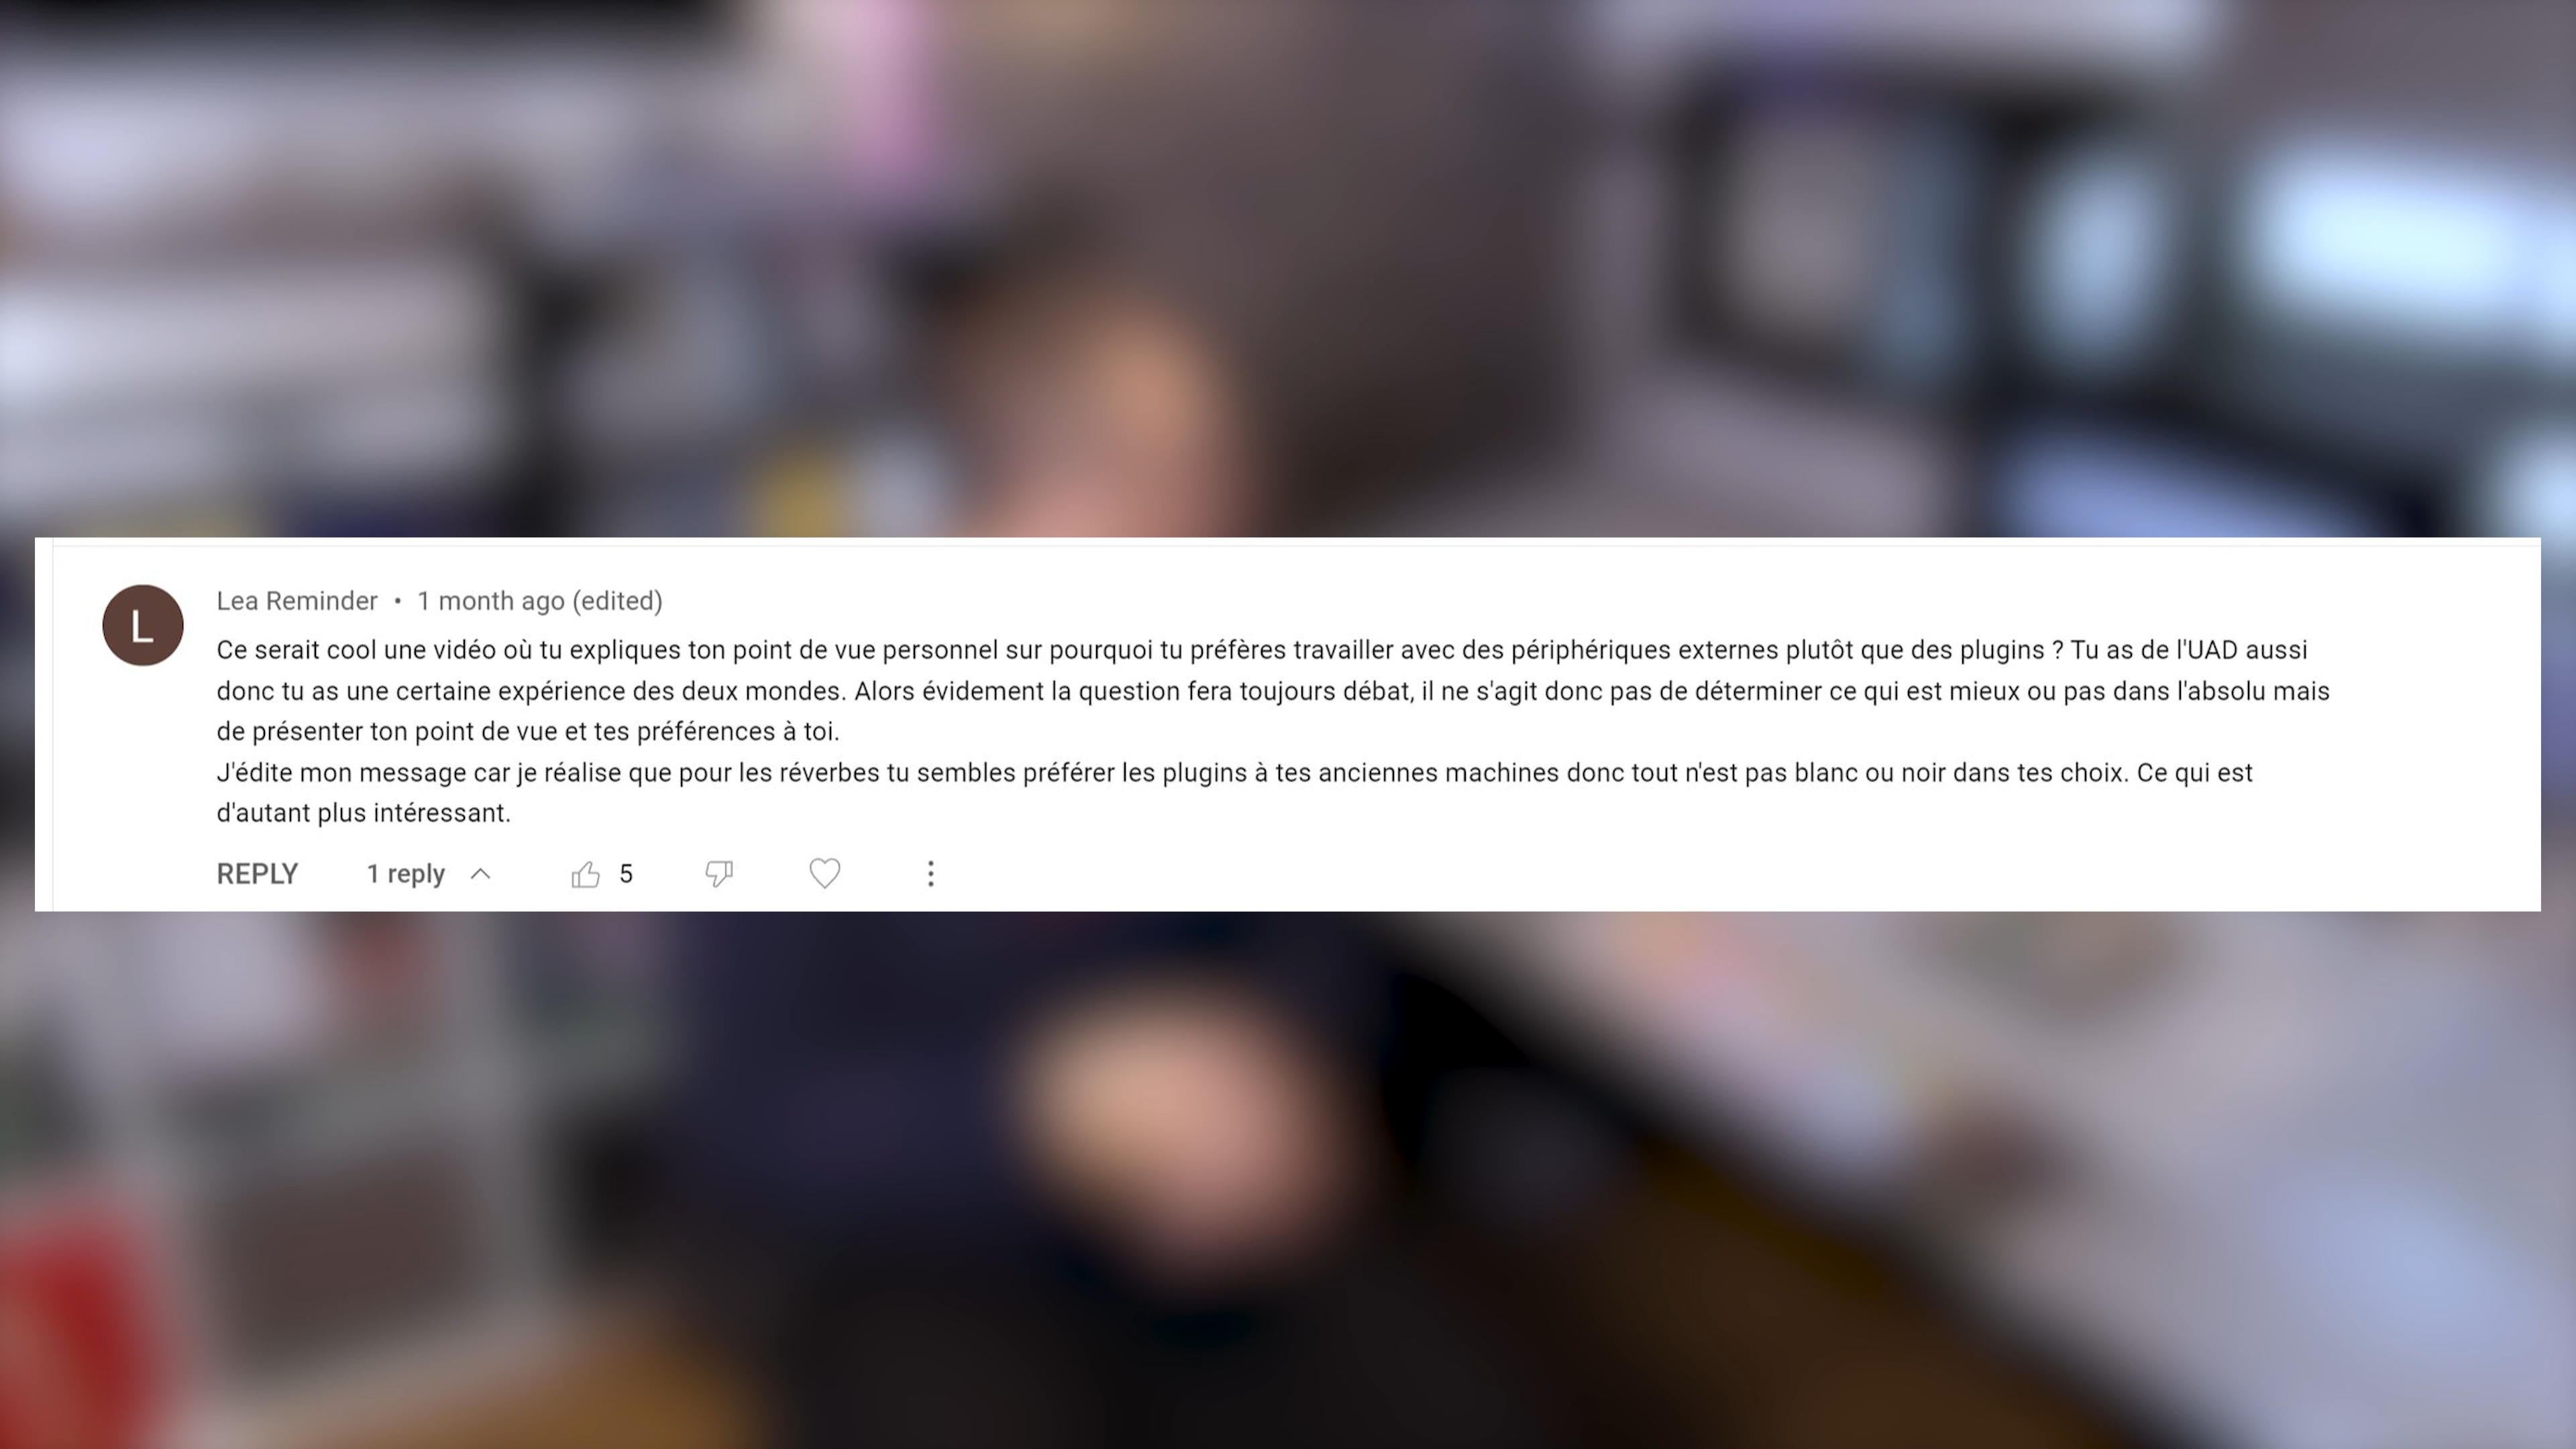 L
Lea Reminder • 1 month ago (edited)
Ce serait cool une vidéo où tu expliques ton point de vue personnel sur pourquoi tu préfères travailler avec des périphériques externes plutôt que des plugins ? Tu as de l'UAD aussi
donc tu as une certaine expérience des deux mondes. Alors évidement la question fera toujours débat, il ne s'agit donc pas de déterminer ce qui est mieux ou pas dans l'absolu mais
de présenter ton point de vue et tes préférences à toi.
J'édite mon message car je réalise que pour les réverbes tu sembles préférer les plugins à tes anciennes machines donc tout n'est pas blanc ou noir dans tes choix. Ce qui est
d'autant plus intéressant.
REPLY 1 reply 5